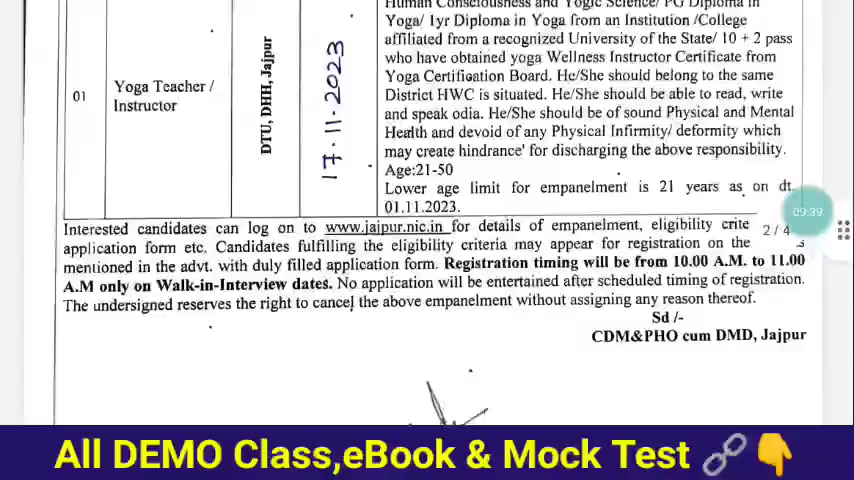 Human Consciousness and Yogic Science/ PG Diploma in
Yoga/ 1yr Diploma in Yoga from an Institution /College
affiliated from a recognized University of the State/ 10 + 2 pass
who have obtained yoga Wellness Instructor Certificate from
Yoga Certification Board. He/She should belong to the same
District HWC is situated. He/She should be able to read, write
and speak odia. He/She should be of sound Physical and Mental
Health and devoid of any Physical Infirmity/ deformity which
may create hindrance for discharging the above responsibility.
Age:21-50
Lower age limit for empanelment is 21 years as on dt.
01.11.2023.
01
Yoga Teacher /
Instructor
DTU, DHH, Jajpur
17.11.2023
09:39
2 / 4
Interested candidates can log on to www.jajpur.nic.in for details of empanelment, eligibility crite
application form etc. Candidates fulfilling the eligibility criteria may appear for registration on the
mentioned in the advt. with duly filled application form. Registration timing will be from 10.00 A.M. to 11.00
A.M only on Walk-in-Interview dates. No application will be entertained after scheduled timing of registration.
The undersigned reserves the right to cancel the above empanelment without assigning any reason thereof.
Sd /-
CDM&PHO cum DMD, Jajpur
All DEMO Class,eBook & Mock Test